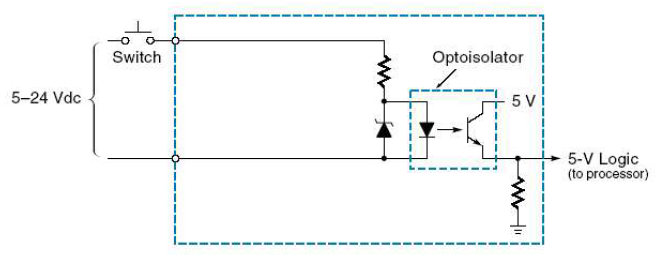 Switch
Optoisolator
5–24 Vdc
5 V
5-V Logic
(to processor)